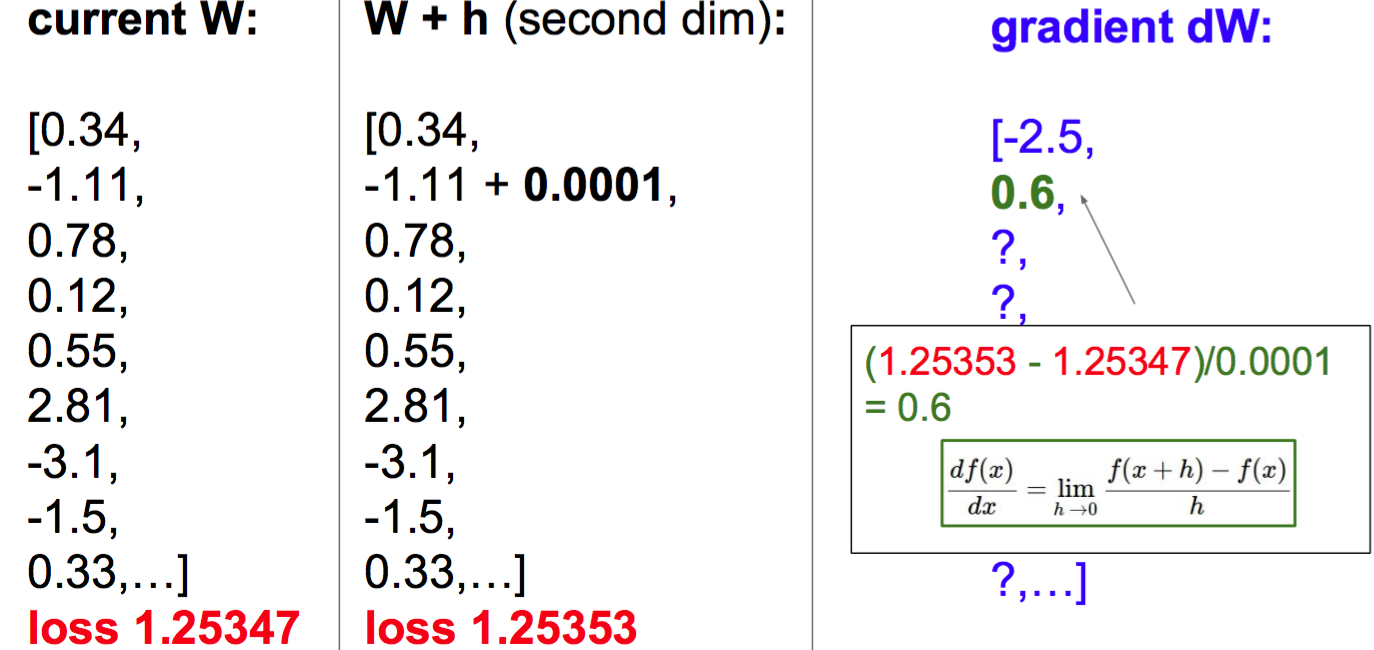 current W:
[0.34,
-1.11,
0.78,
0.12,
0.55,
2.81,
-3.1,
-1.5,
0.33,…]
loss 1.25347
W + h (second dim):
[0.34,
-1.11 + 0.0001,
0.78,
0.12,
0.55,
2.81,
-3.1,
-1.5,
0.33,…]
loss 1.25353
gradient dW:
[-2.5,
0.6,
?,
?,
(1.25353 - 1.25347)/0.0001
= 0.6
df(x)/dx = lim h→0 f(x + h) − f(x)/h
?,…]